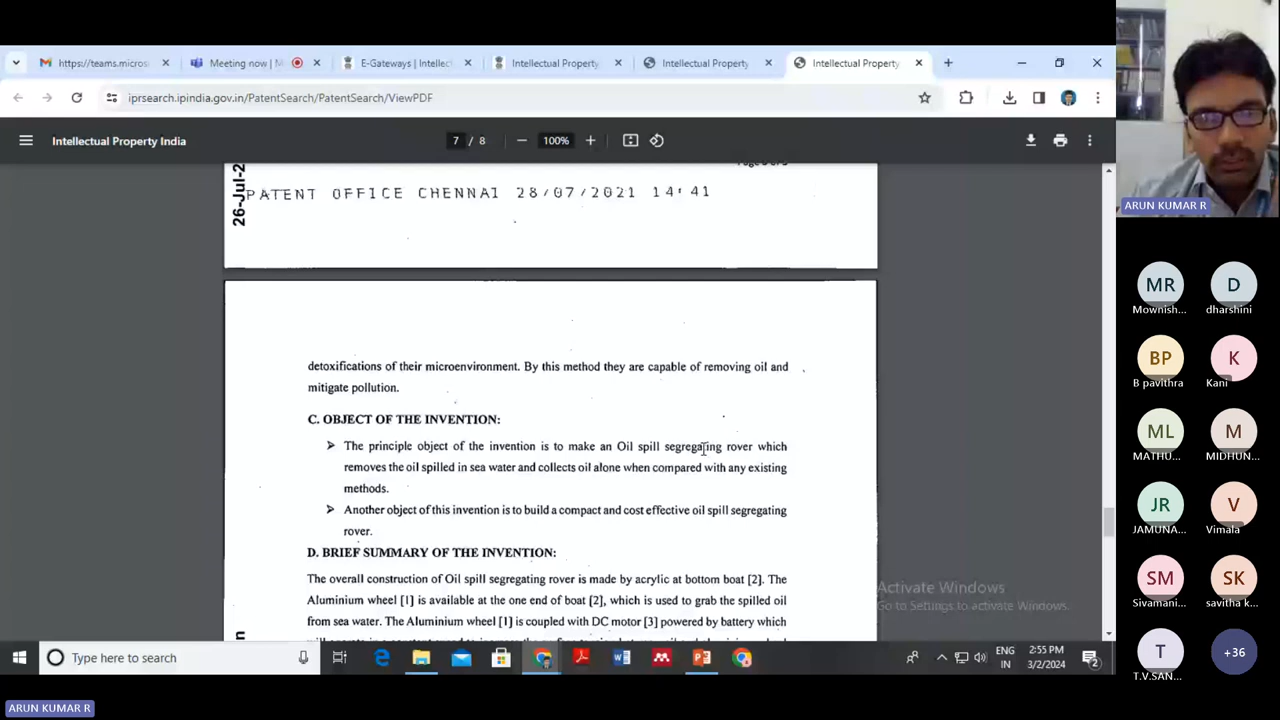 https://teams.micros
Meeting now | M
E-Gateways | Intellec
Intellectual Property
Intellectual Property
Intellectual Property
iprsearch.ipindia.gov.in/PatentSearch/PatentSearch/ViewPDF
Intellectual Property India
7 / 8
100%
26-Jul-2
PATENT OFFICE CHENNAI 28/07/2021 14:41
detoxifications of their microenvironment. By this method they are capable of removing oil and
mitigate pollution.
C. OBJECT OF THE INVENTION:
➤ The principle object of the invention is to make an Oil spill segregating rover which
removes the oil spilled in sea water and collects oil alone when compared with any existing
methods.
➤ Another object of this invention is to build a compact and cost effective oil spill segregating
rover.
D. BRIEF SUMMARY OF THE INVENTION:
The overall construction of Oil spill segregating rover is made by acrylic at bottom boat [2]. The
Aluminium wheel [1] is available at the one end of boat [2], which is used to grab the spilled oil
from sea water. The Aluminium wheel [1] is coupled with DC motor [3] powered by battery which
Activate Windows
Go to Settings to activate Windows.
Type here to search
ENG
IN
2:55 PM
3/2/2024
2
ARUN KUMAR R
MR
Mownish...
D
dharshini
BP
B pavithra
K
Kani
ML
MATHU...
M
MIDHUN...
JR
JAMUNA...
V
Vimala
SM
Sivamani...
SK
savitha k...
T
T.V.SAN...
+36
ARUN KUMAR R